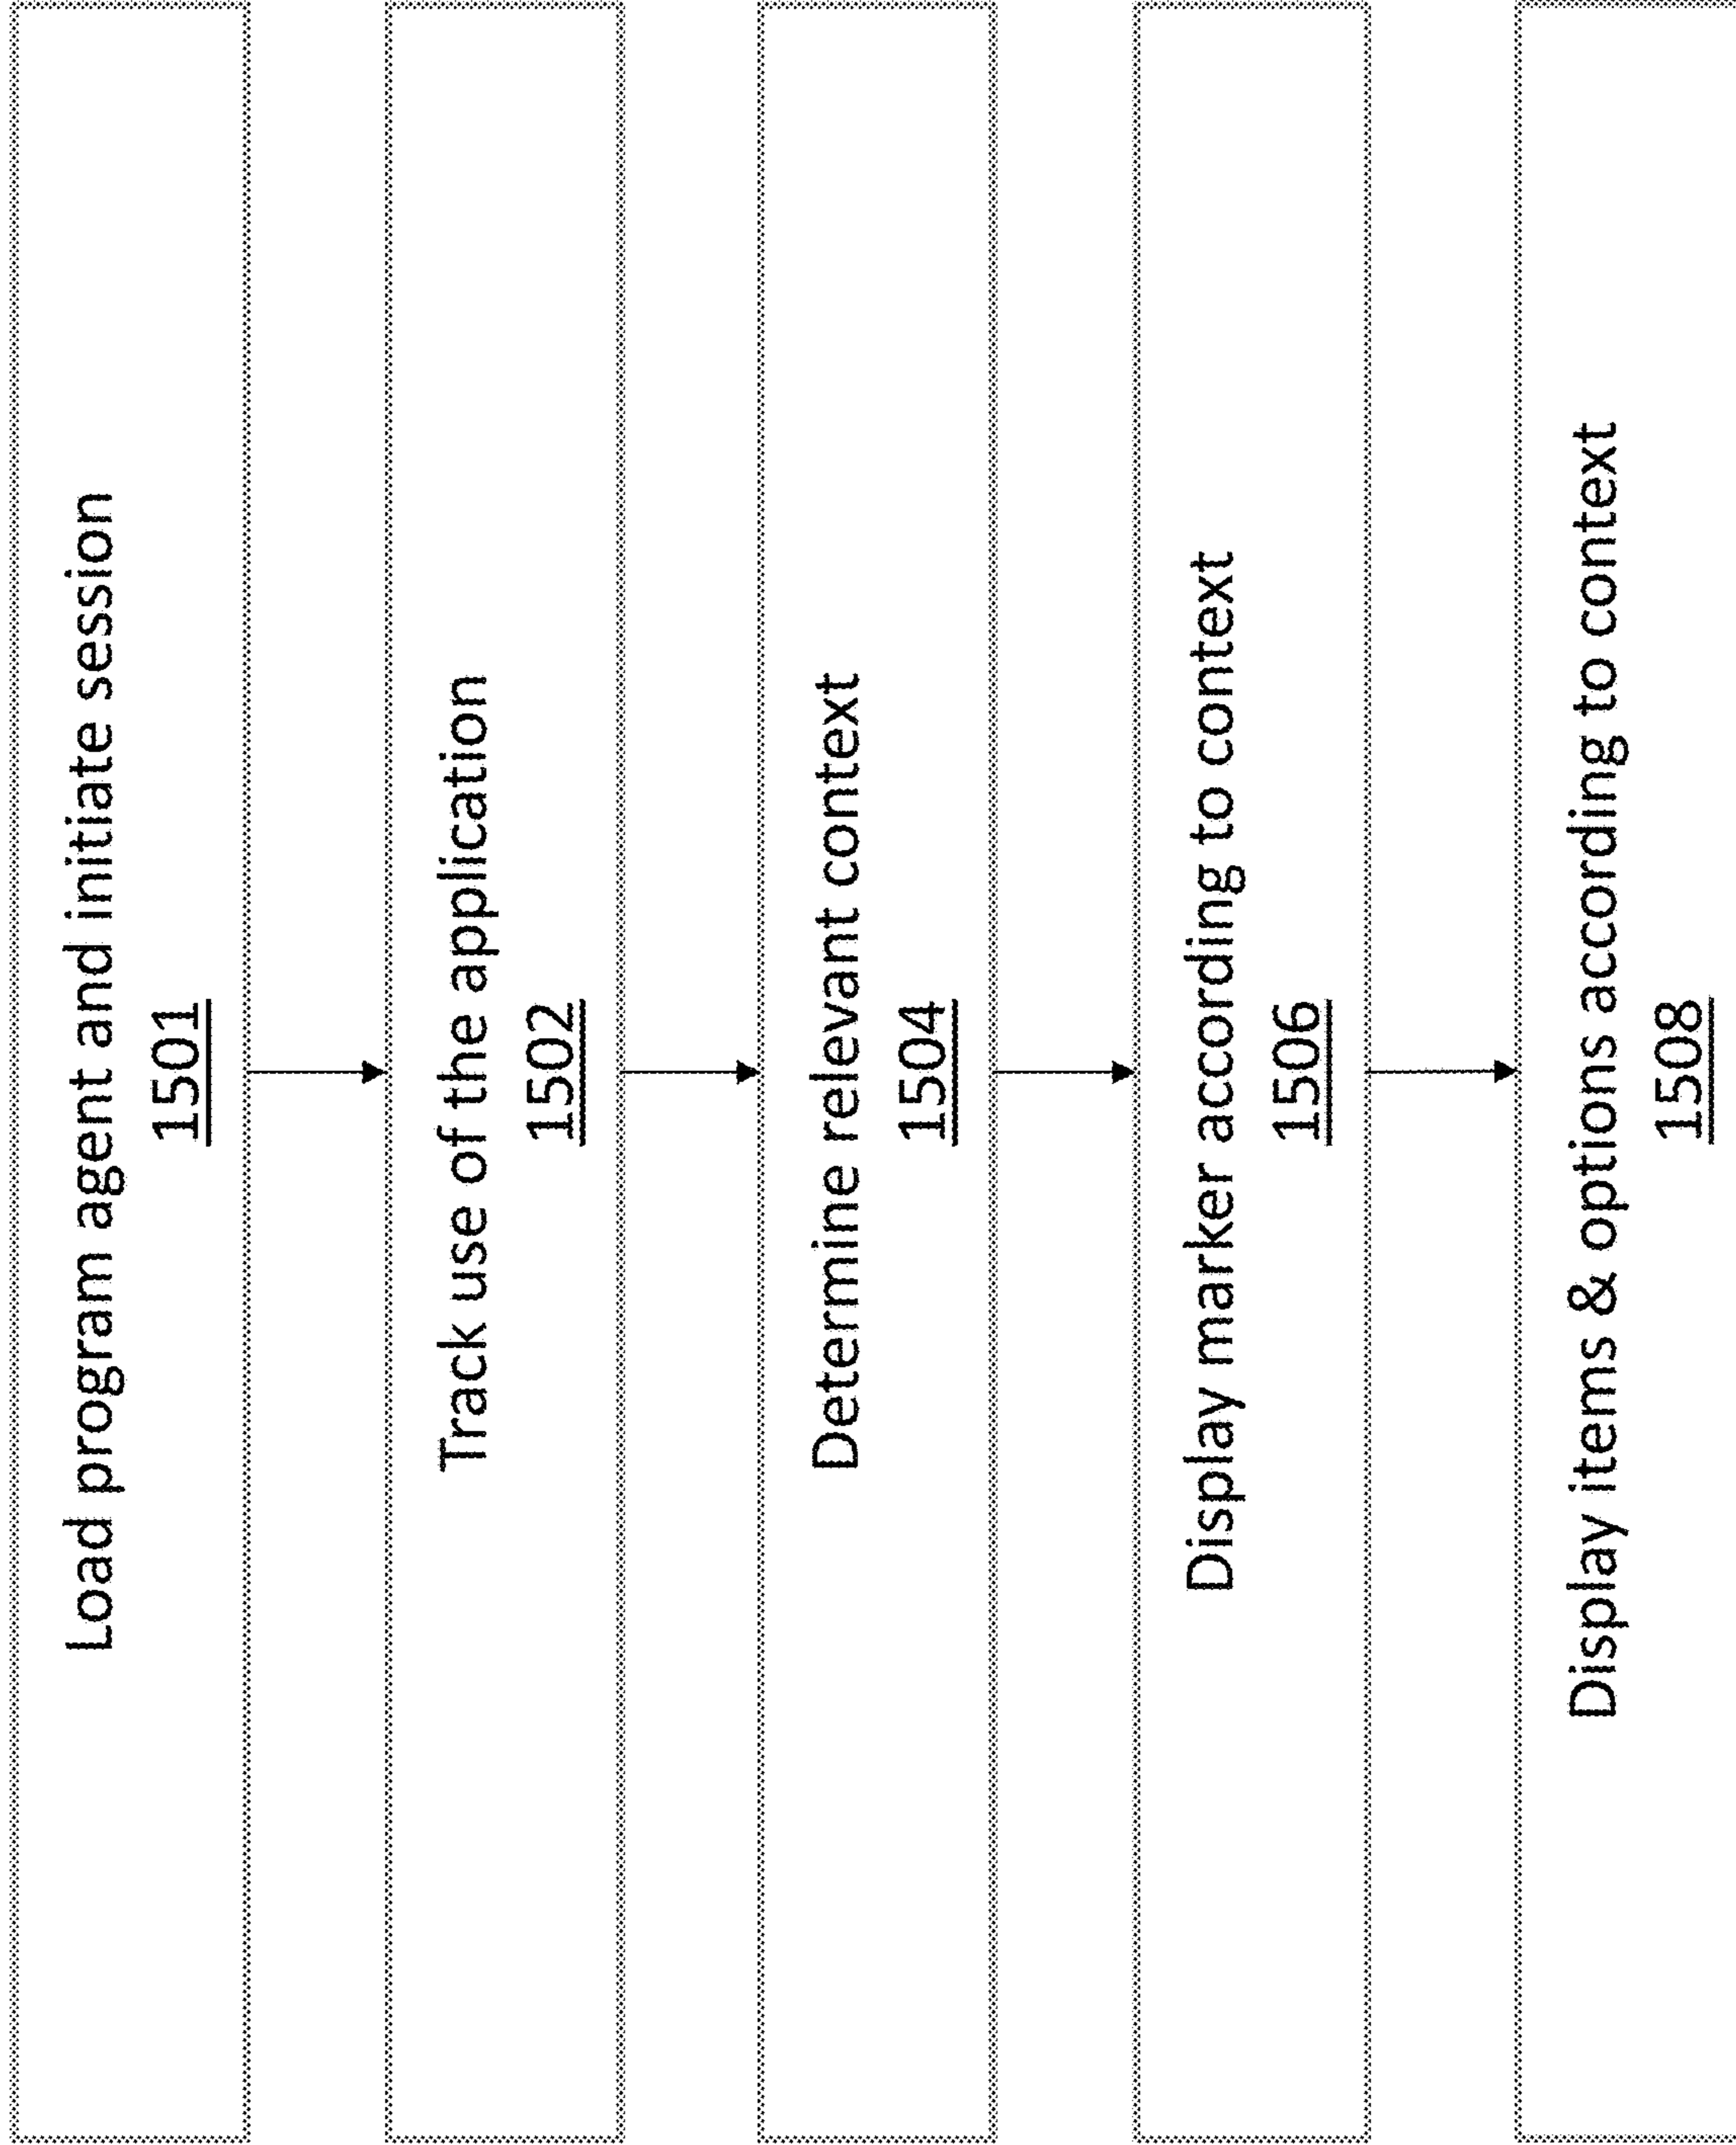 Load program agent and initiate session
1501
Track use of the application
1502
Determine relevant context
1504
Display marker according to context
1506
Display items & options according to context
1508